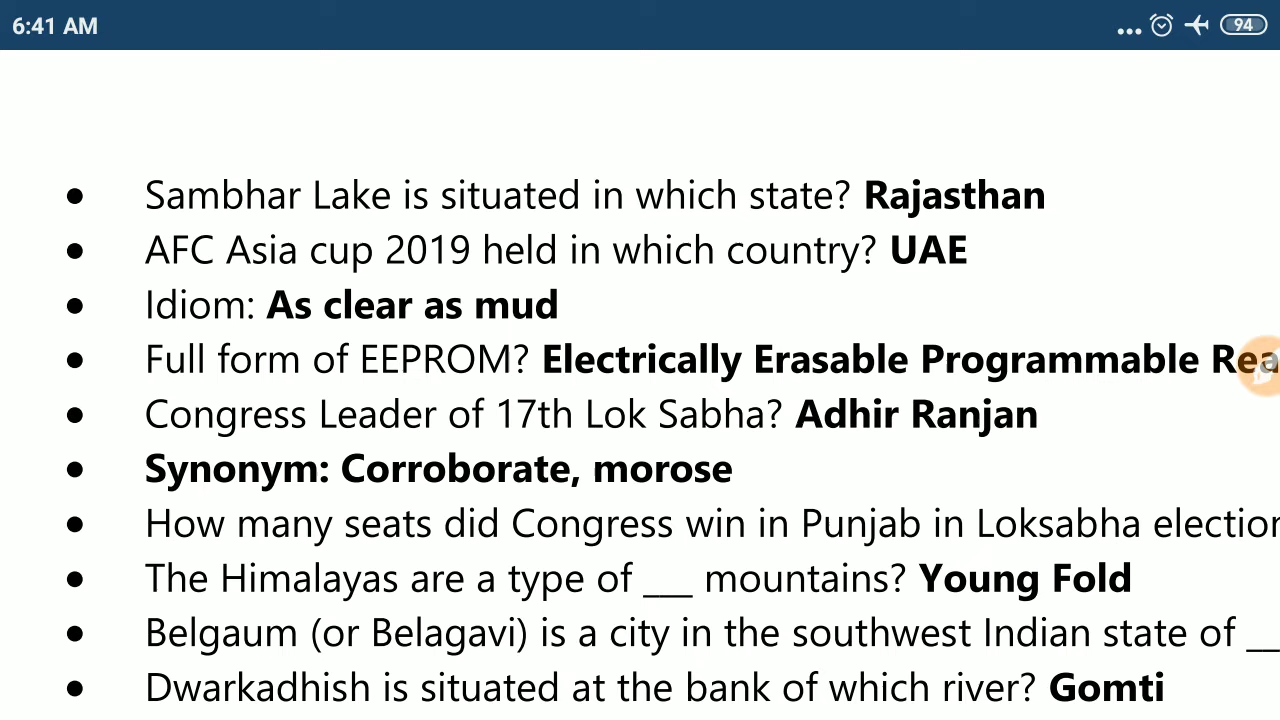 6:41 AM
94
• Sambhar Lake is situated in which state? Rajasthan
• AFC Asia cup 2019 held in which country? UAE
• Idiom: As clear as mud
• Full form of EEPROM? Electrically Erasable Programmable Rea
• Congress Leader of 17th Lok Sabha? Adhir Ranjan
• Synonym: Corroborate, morose
• How many seats did Congress win in Punjab in Loksabha election
• The Himalayas are a type of ___ mountains? Young Fold
• Belgaum (or Belagavi) is a city in the southwest Indian state of __
• Dwarkadhish is situated at the bank of which river? Gomti